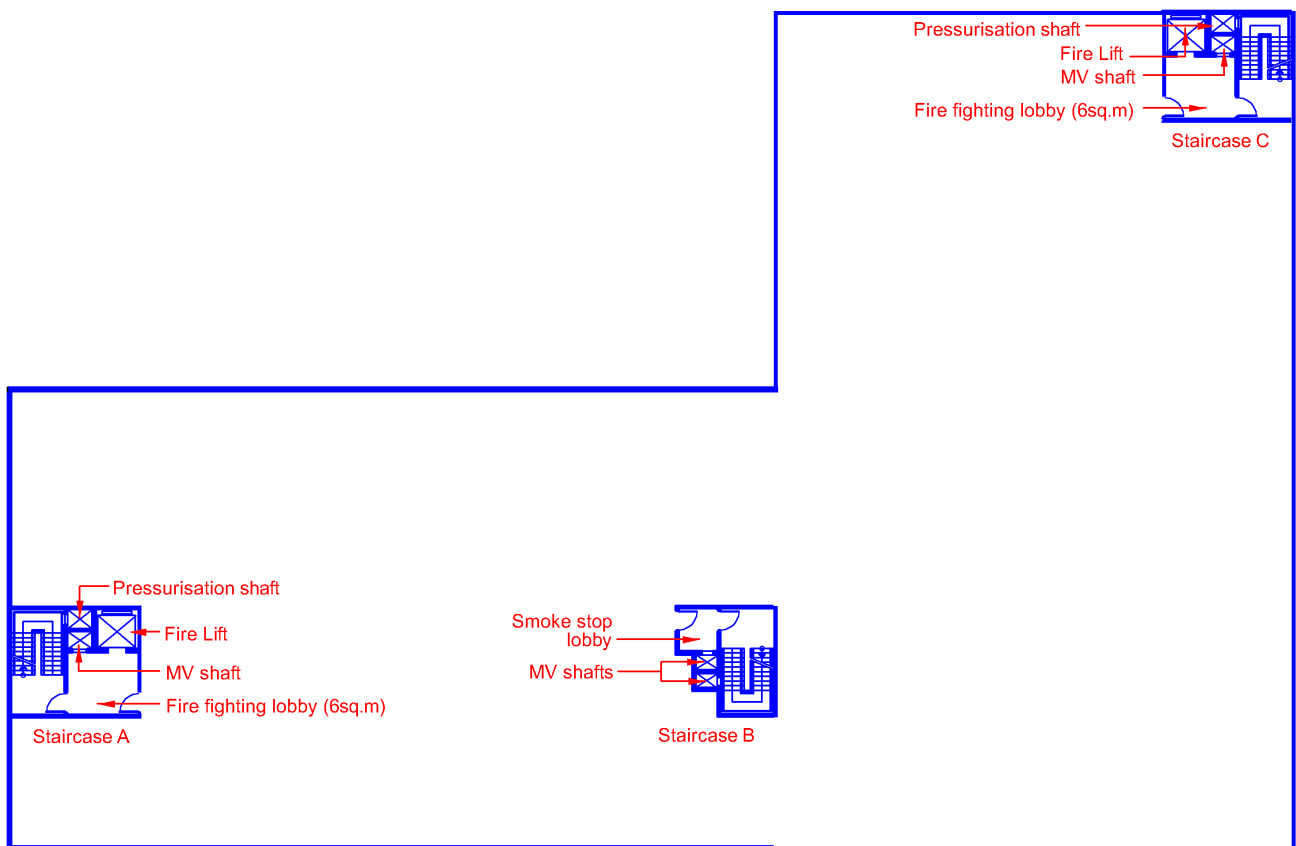 Pressurisation shaft
Fire Lift
MV shaft
Fire fighting lobby (6sq.m)
Staircase C
Pressurisation shaft
Fire Lift
MV shaft
Fire fighting lobby (6sq.m)
Staircase A
Smoke stop
lobby
MV shafts
Staircase B